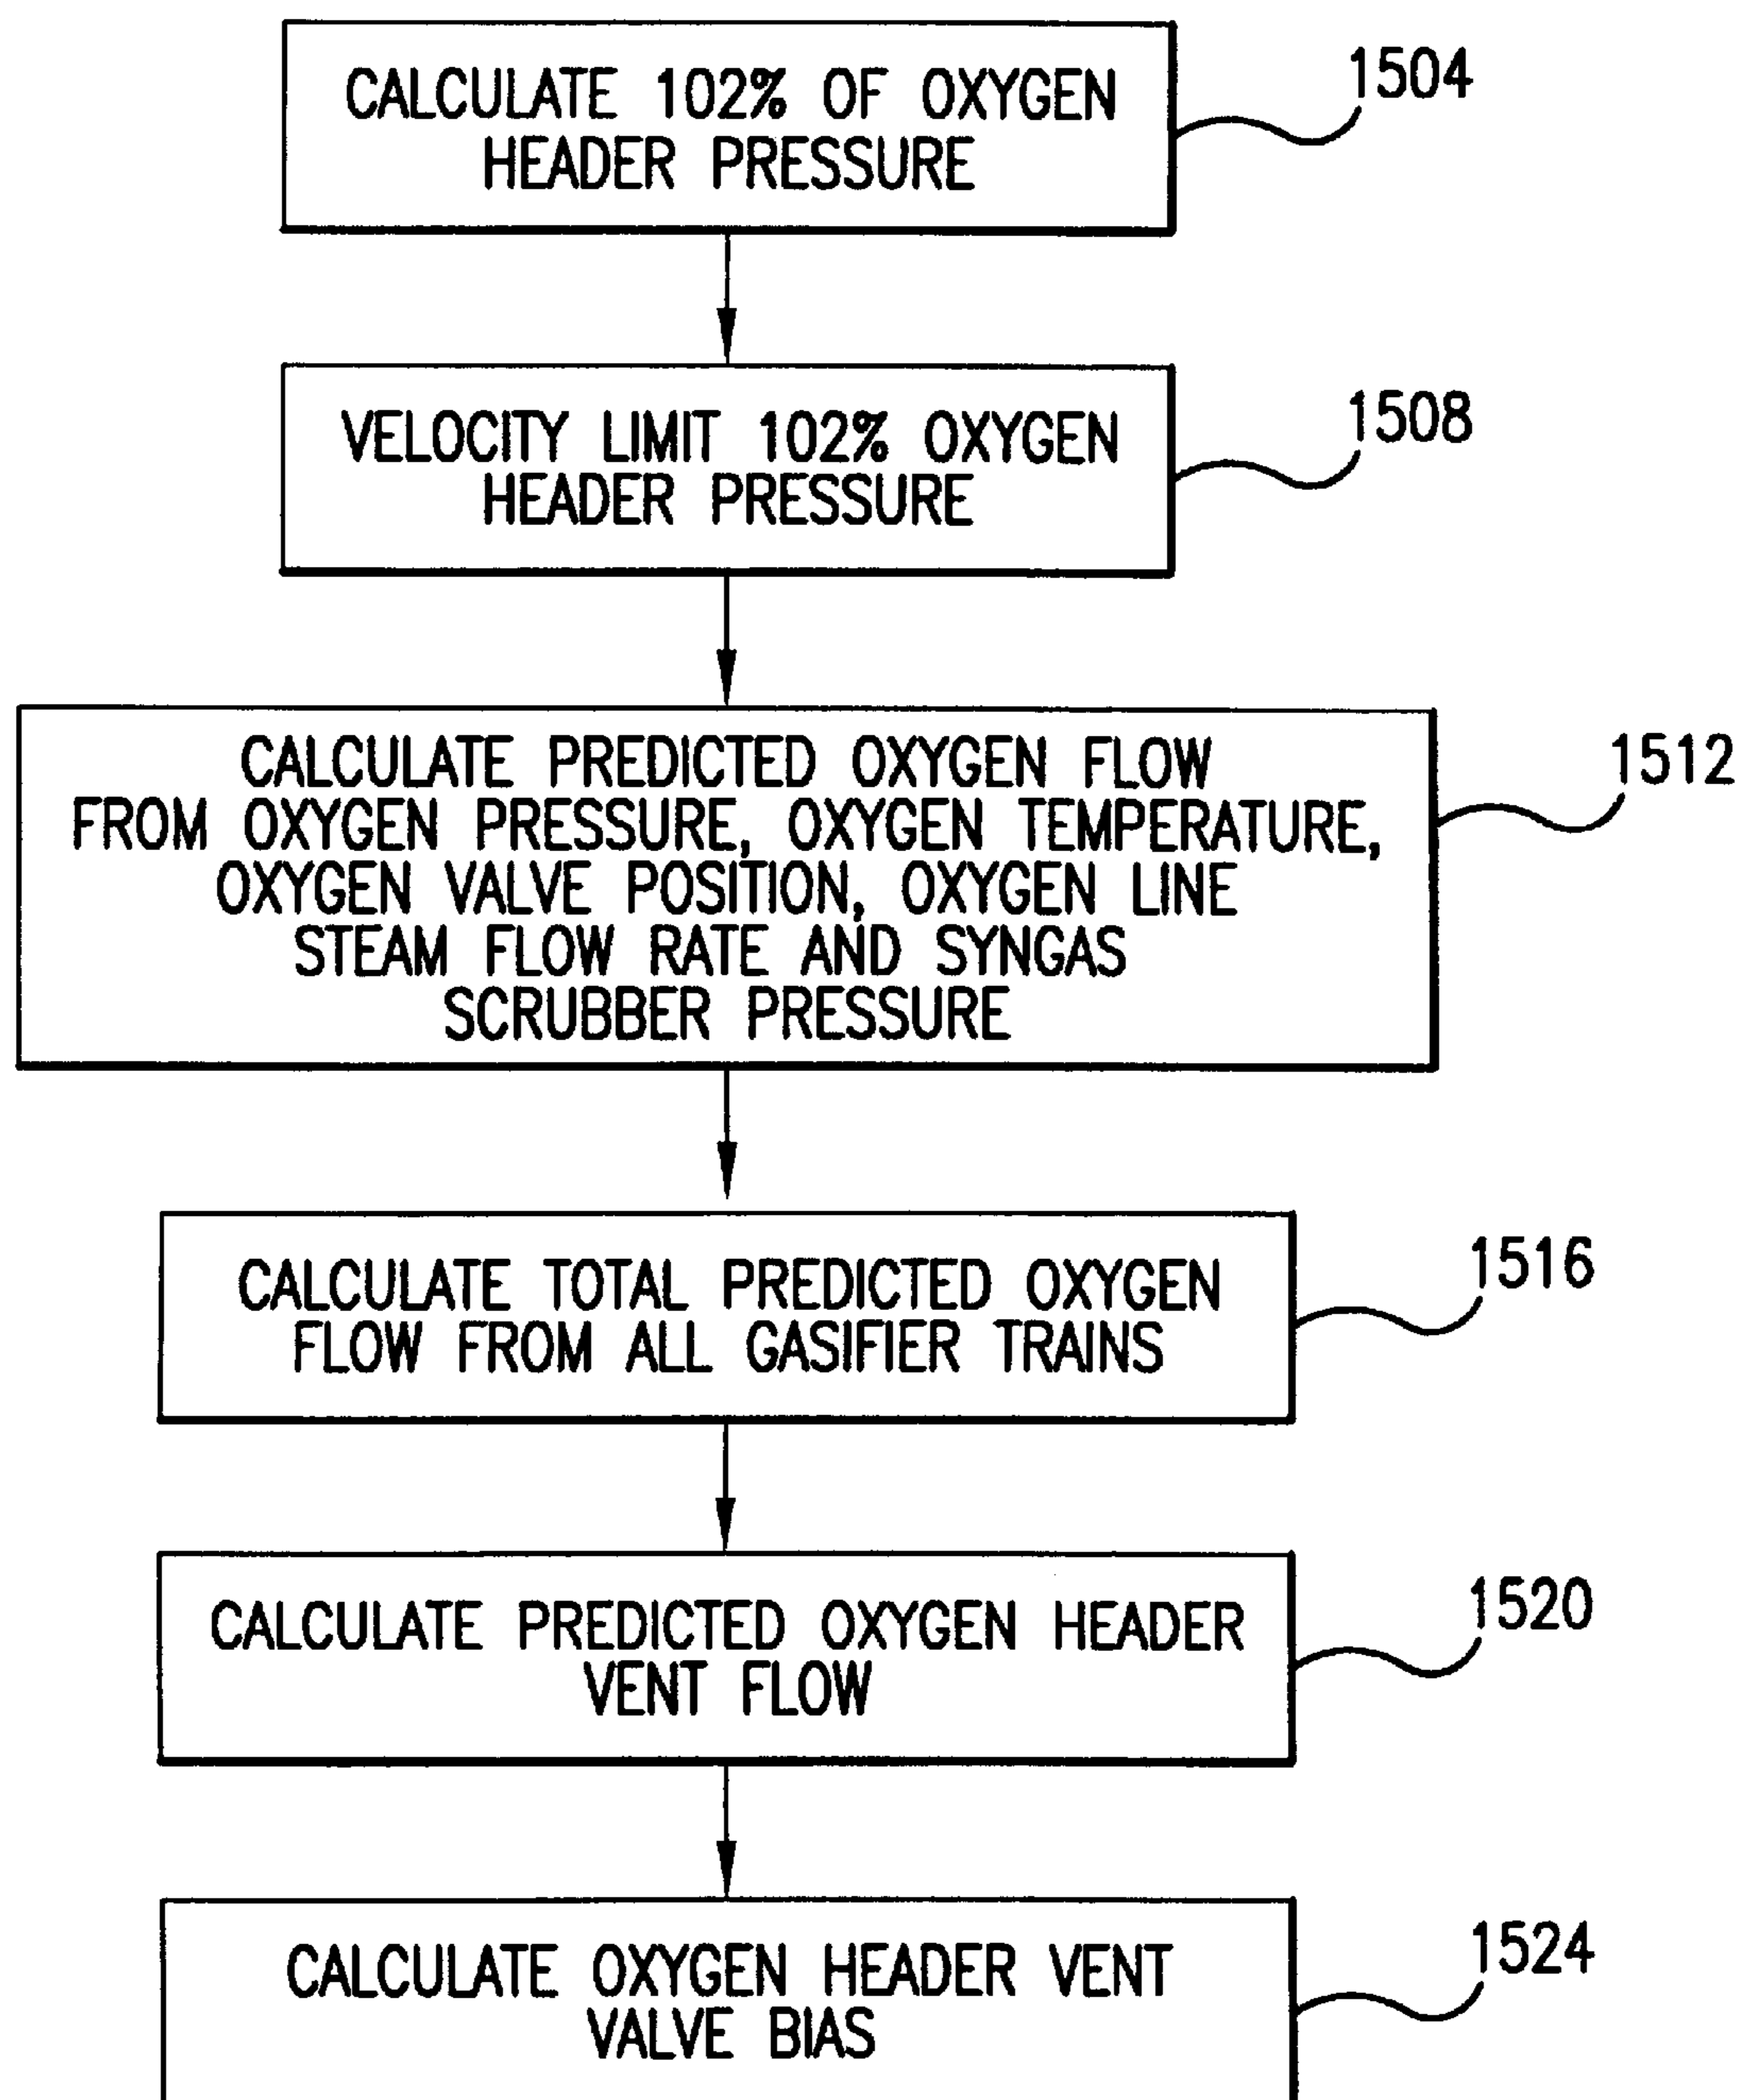 CALCULATE 102% OF OXYGEN
HEADER PRESSURE
1504
VELOCITY LIMIT 102% OXYGEN
HEADER PRESSURE
1508
CALCULATE PREDICTED OXYGEN FLOW
FROM OXYGEN PRESSURE, OXYGEN TEMPERATURE,
OXYGEN VALVE POSITION, OXYGEN LINE
STEAM FLOW RATE AND SYNGAS
SCRUBBER PRESSURE
1512
CALCULATE TOTAL PREDICTED OXYGEN
FLOW FROM ALL GASIFIER TRAINS
1516
CALCULATE PREDICTED OXYGEN HEADER
VENT FLOW
1520
CALCULATE OXYGEN HEADER VENT
VALVE BIAS
1524